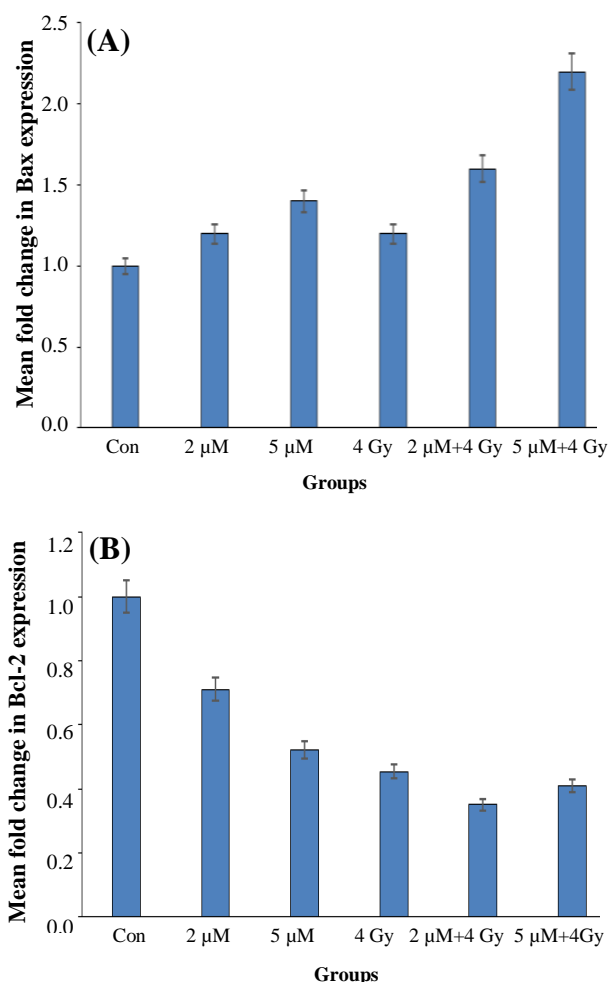 (A)
Mean fold change in Bax expression
2.5
2.0
1.5
1.0
0.5
0.0
Con 2 μM 5 μM 4 Gy 2 μM+4 Gy 5 μM+4 Gy
Groups
(B)
Mean fold change in Bcl-2 expression
1.2
1.0
0.8
0.6
0.4
0.2
0.0
Con 2 μM 5 μM 4 Gy 2 μM+4 Gy 5 μM+4Gy
Groups